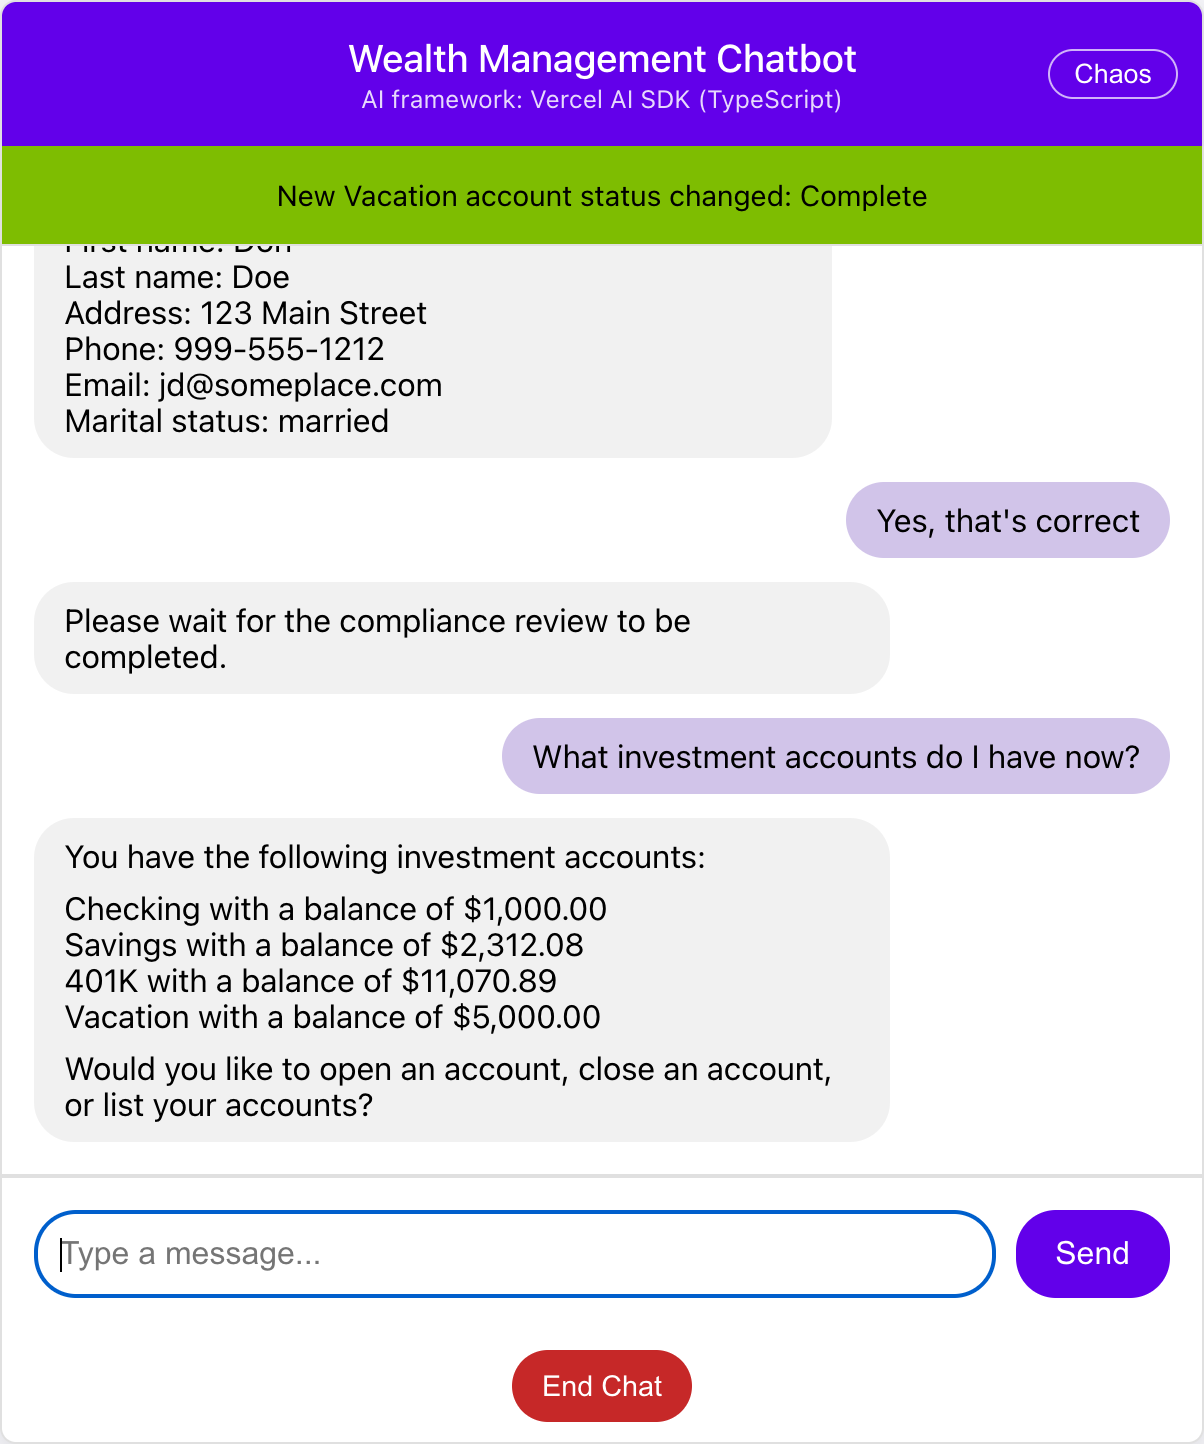 Wealth Management Chatbot
AI framework: Vercel AI SDK (TypeScript)
Chaos
New Vacation account status changed: Complete
First name: Don
Last name: Doe
Address: 123 Main Street
Phone: 999-555-1212
Email: jd@someplace.com
Marital status: married
Yes, that's correct
Please wait for the compliance review to be
completed.
What investment accounts do I have now?
You have the following investment accounts:
Checking with a balance of $1,000.00
Savings with a balance of $2,312.08
401K with a balance of $11,070.89
Vacation with a balance of $5,000.00
Would you like to open an account, close an account,
or list your accounts?
Type a message...
Send
End Chat